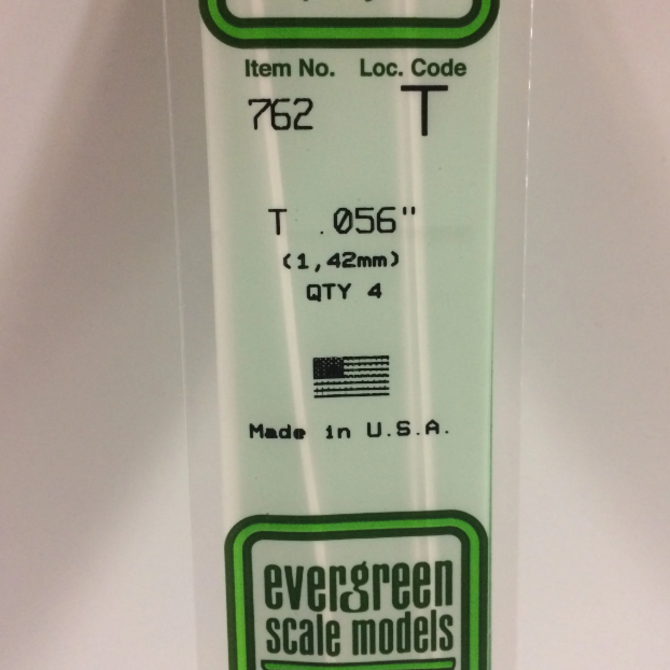 Item No. Loc. Code
762 T
T .056"
(1,42mm)
QTY 4
Made in U.S.A.
evergreen
scale models